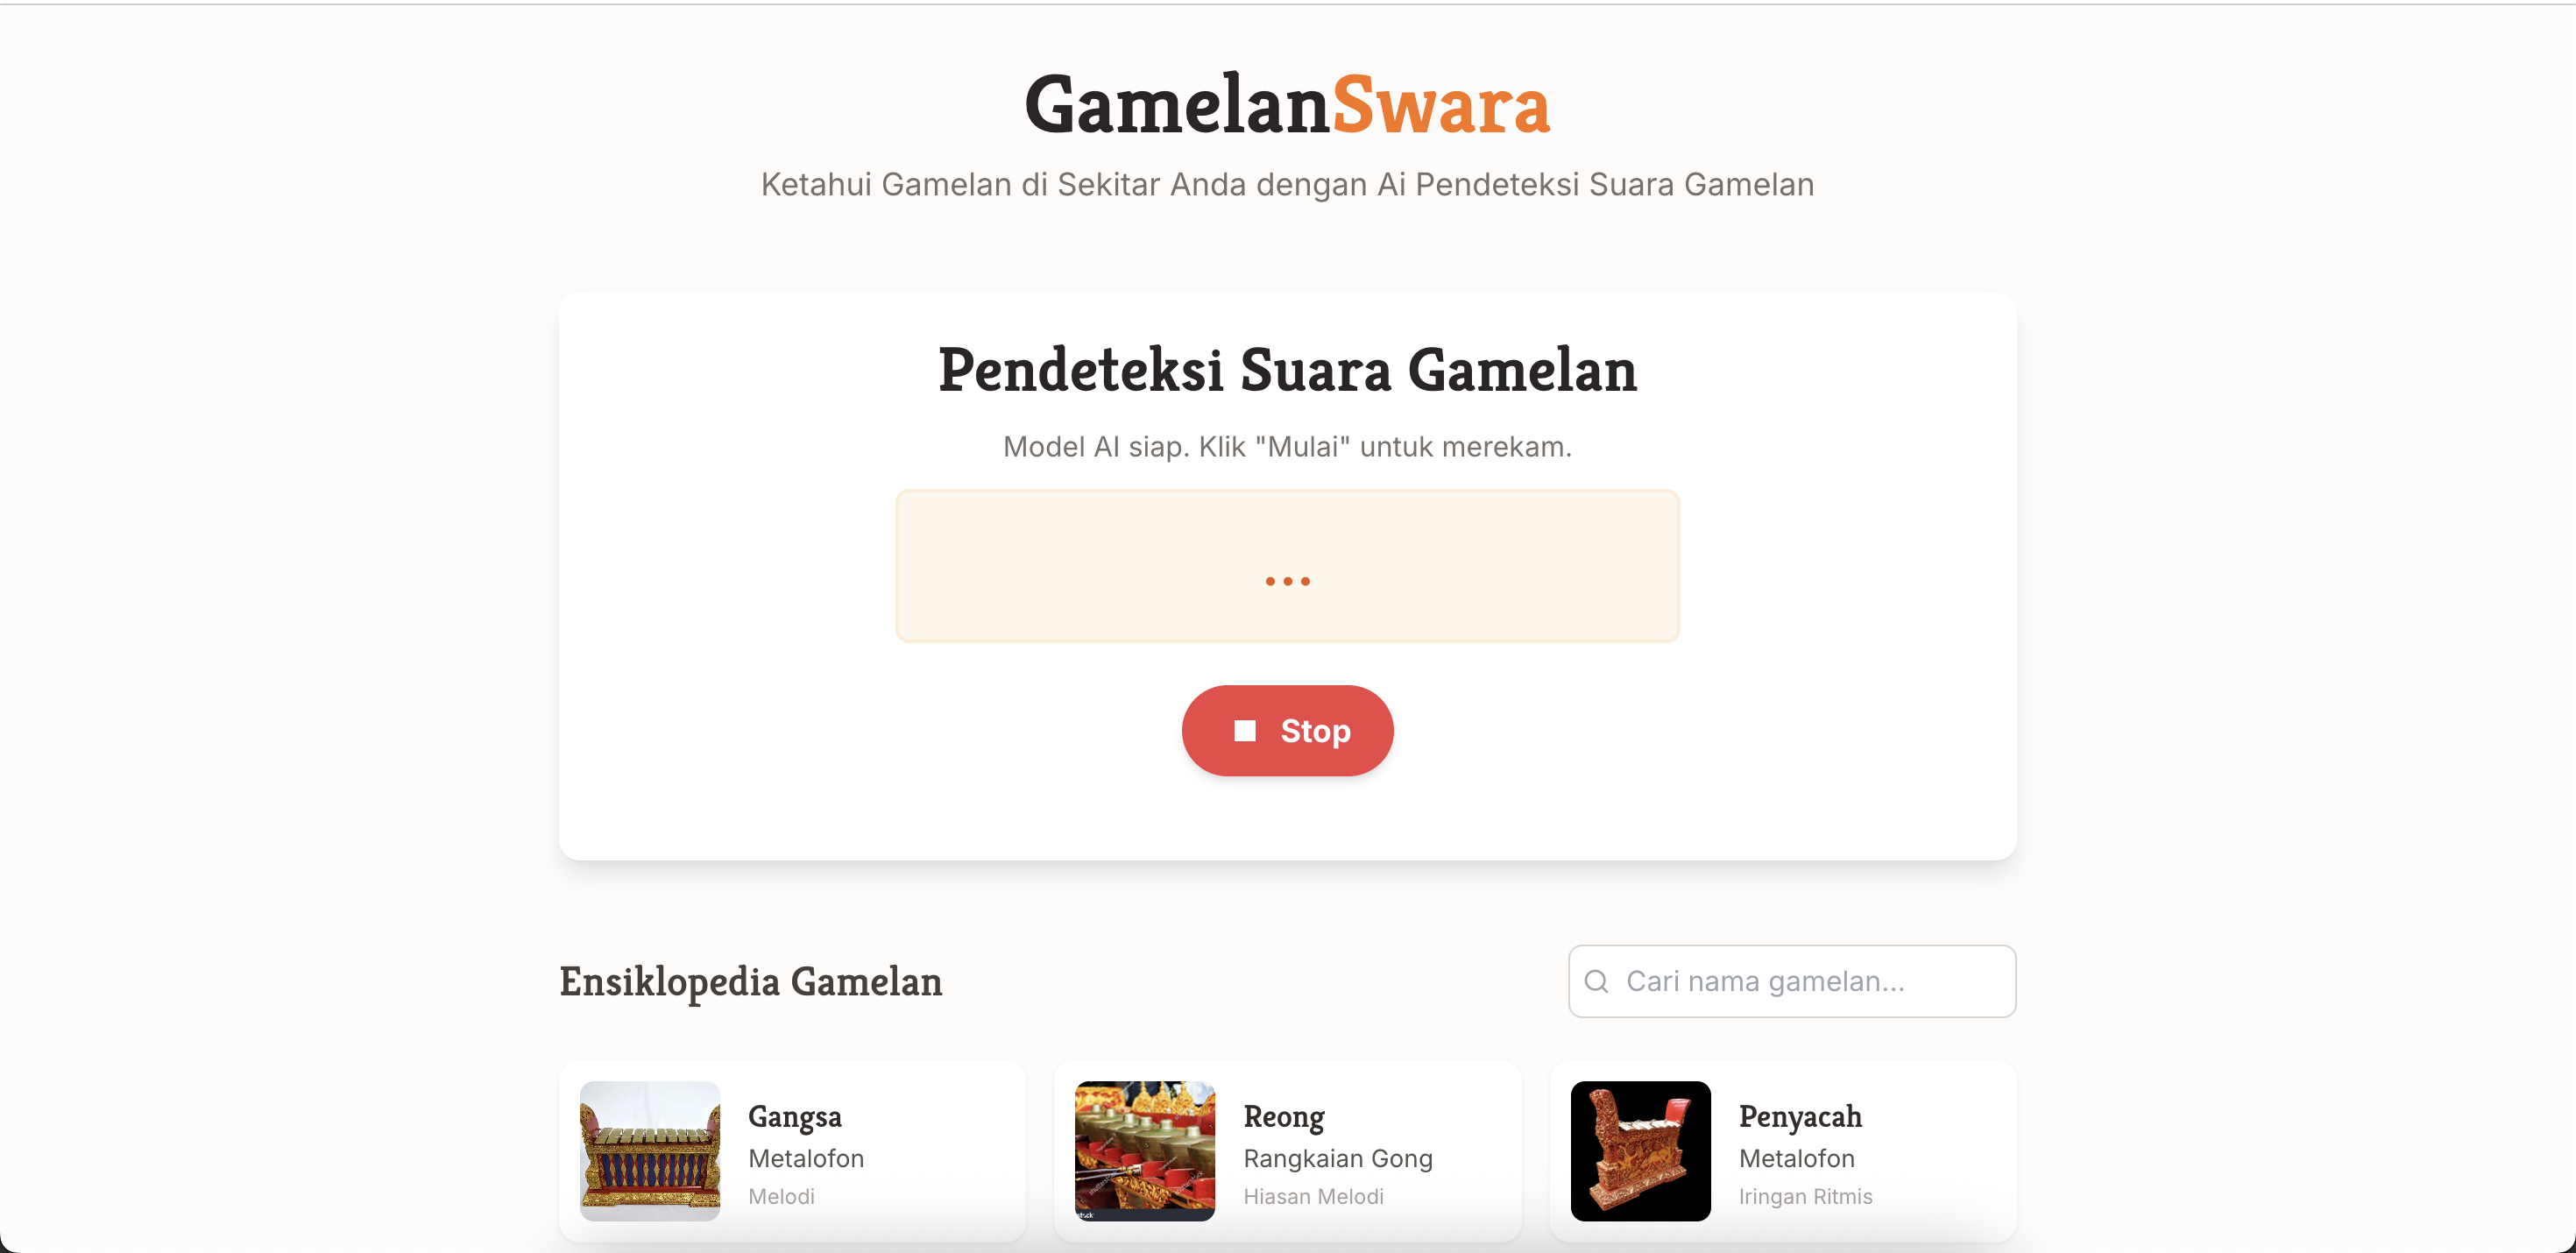 GamelanSwara
Ketahui Gamelan di Sekitar Anda dengan Ai Pendeteksi Suara Gamelan
Pendeteksi Suara Gamelan
Model AI siap. Klik "Mulai" untuk merekam.
...
Stop
Ensiklopedia Gamelan
Cari nama gamelan...
Gangsa
Metalofon
Melodi
Reong
Rangkaian Gong
Hiasan Melodi
Penyacah
Metalofon
Iringan Ritmis